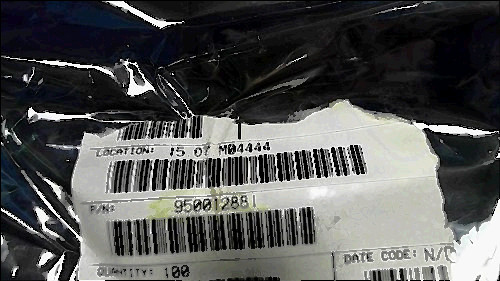 LOCATION: 15 07 M04444
P/N: 950012881
DATE CODE: N/C
QUANTITY: 100